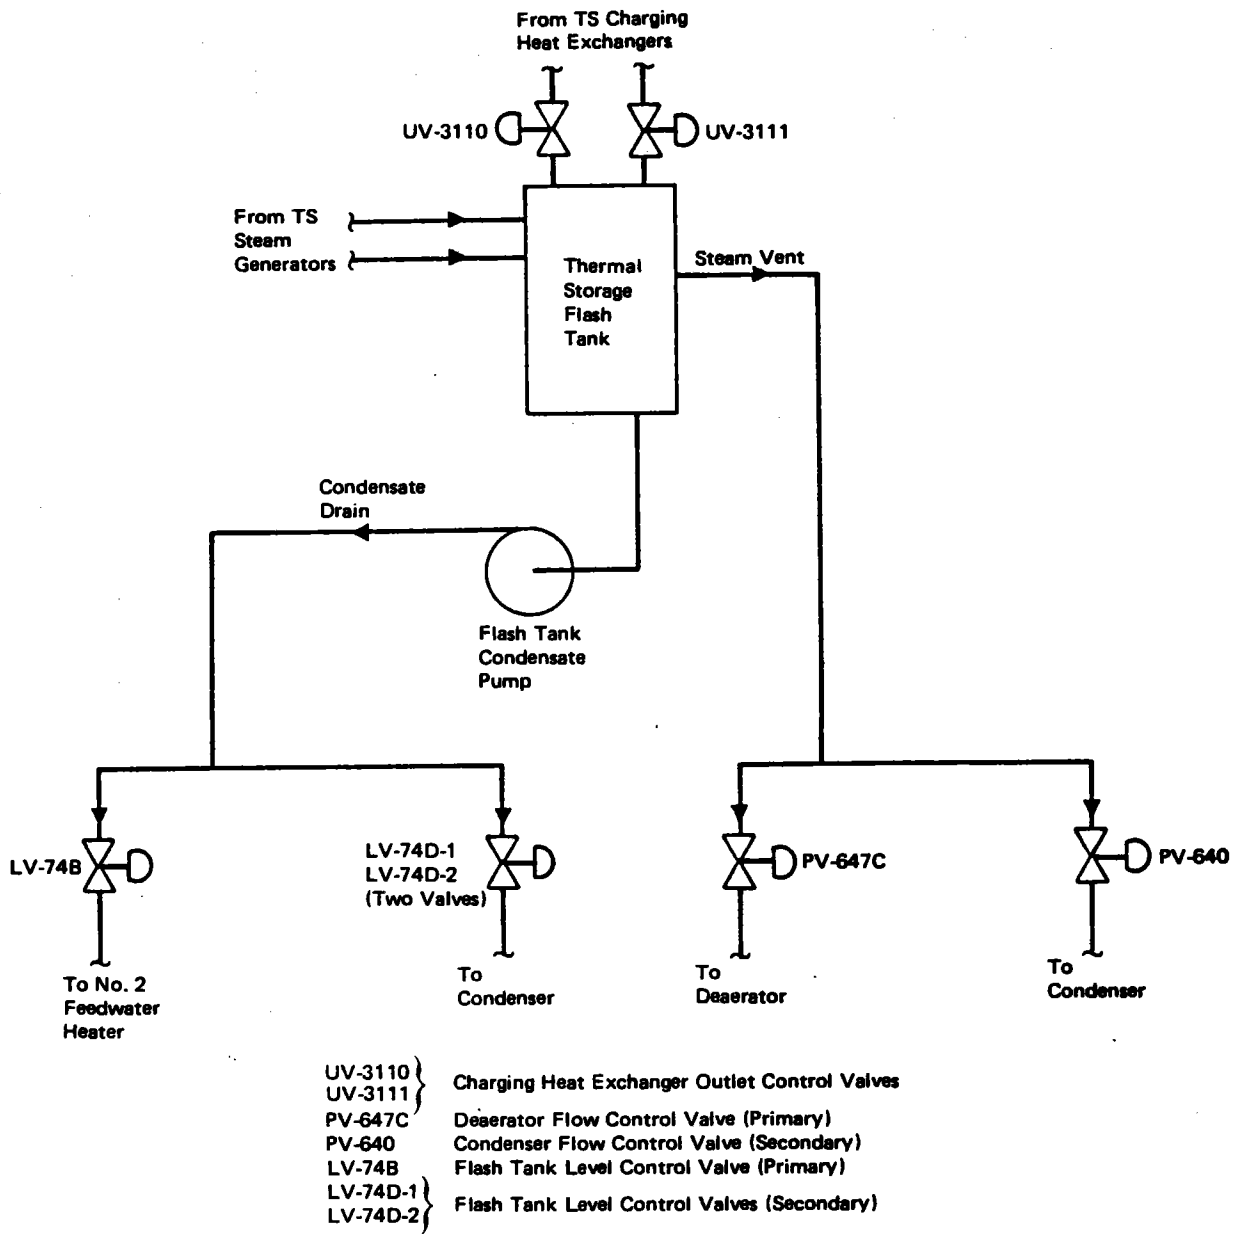 From TS Charging
Heat Exchangers
UV-3110
UV-3111
From TS
Steam
Generators
Thermal
Storage
Flash
Tank
Steam Vent
Condensate
Drain
Flash Tank
Condensate
Pump
LV-74B
LV-74D-1
LV-74D-2
(Two Valves)
PV-647C
PV-640
To No. 2
Feedwater
Heater
To
Condenser
To
Deaerator
To
Condenser
UV-3110
UV-3111
Charging Heat Exchanger Outlet Control Valves
PV-647C Deaerator Flow Control Valve (Primary)
PV-640 Condenser Flow Control Valve (Secondary)
LV-74B Flash Tank Level Control Valve (Primary)
LV-74D-1
LV-74D-2
Flash Tank Level Control Valves (Secondary)